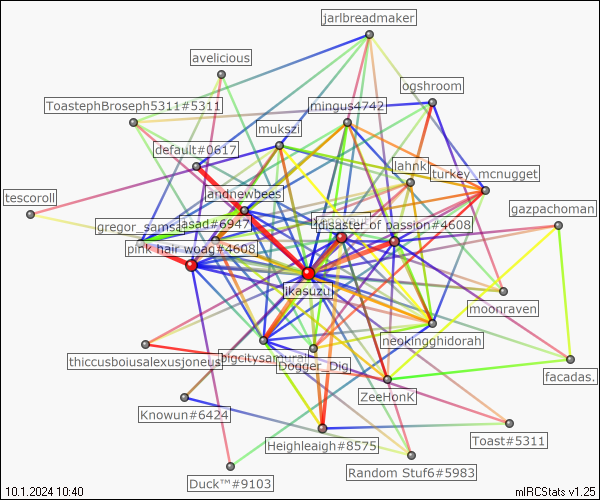 jarlbreadmaker
avelicious
ogshroom
ToastephBroseph5311#5311
mingus4742
mukszi
default#0617
lahnk
turkey_mcnugget
tescoroll
andnewbees
gazpachoman
gregor_samsa
asad#6947
disaster of passion#4608
pink hair woag#4608
ikasuzu
moonraven
neokingghidorah
thiccusboiusalexusjoneus
bigcitysamurai
Dogger_Dig
facadas.
ZeeHonK
Knowun#6424
Heighleaigh#8575
Toast#5311
Random Stuf6#5983
Duck™#9103
10.1.2024 10:40
mIRCStats v1.25